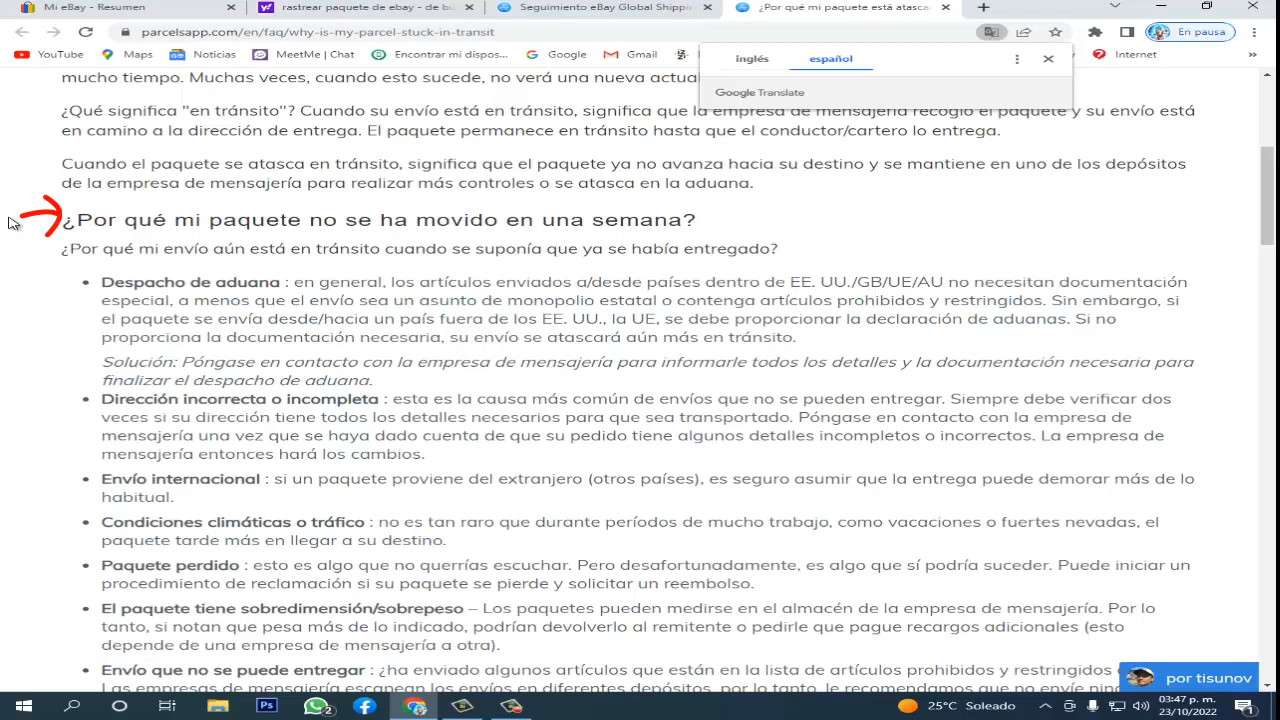 Mi eBay - Resumen
rastrear paquete de ebay - de bu
Seguimiento eBay Global Shippi
¿Por qué mi paquete está atasca
parcelsapp.com/en/faq/why-is-my-parcel-stuck-in-transit
En pausa
YouTube
Maps
Noticias
MeetMe | Chat
Encontrar mi dispos...
Google
Gmail
Internet
inglés
español
Google Translate
mucho tiempo. Muchas veces, cuando esto sucede, no verá una nueva actua
¿Qué significa "en tránsito"? Cuando su envío está en tránsito, significa que la empresa de mensajería recogió el paquete y su envío está
en camino a la dirección de entrega. El paquete permanece en tránsito hasta que el conductor/cartero lo entrega.
Cuando el paquete se atasca en tránsito, significa que el paquete ya no avanza hacia su destino y se mantiene en uno de los depósitos
de la empresa de mensajería para realizar más controles o se atasca en la aduana.
¿Por qué mi paquete no se ha movido en una semana?
¿Por qué mi envío aún está en tránsito cuando se suponía que ya se había entregado?
Despacho de aduana : en general, los artículos enviados a/desde países dentro de EE. UU./GB/UE/AU no necesitan documentación
especial, a menos que el envío sea un asunto de monopolio estatal o contenga artículos prohibidos y restringidos. Sin embargo, si
el paquete se envía desde/hacia un país fuera de los EE. UU., la UE, se debe proporcionar la declaración de aduanas. Si no
proporciona la documentación necesaria, su envío se atascará aún más en tránsito.
Solución: Póngase en contacto con la empresa de mensajería para informarle todos los detalles y la documentación necesaria para
finalizar el despacho de aduana.
Dirección incorrecta o incompleta : esta es la causa más común de envíos que no se pueden entregar. Siempre debe verificar dos
veces si su dirección tiene todos los detalles necesarios para que sea transportado. Póngase en contacto con la empresa de
mensajería una vez que se haya dado cuenta de que su pedido tiene algunos detalles incompletos o incorrectos. La empresa de
mensajería entonces hará los cambios.
Envío internacional : si un paquete proviene del extranjero (otros países), es seguro asumir que la entrega puede demorar más de lo
habitual.
Condiciones climáticas o tráfico : no es tan raro que durante períodos de mucho trabajo, como vacaciones o fuertes nevadas, el
paquete tarde más en llegar a su destino.
Paquete perdido : esto es algo que no querrías escuchar. Pero desafortunadamente, es algo que sí podría suceder. Puede iniciar un
procedimiento de reclamación si su paquete se pierde y solicitar un reembolso.
El paquete tiene sobredimensión/sobrepeso – Los paquetes pueden medirse en el almacén de la empresa de mensajería. Por lo
tanto, si notan que pesa más de lo indicado, podrían devolverlo al remitente o pedirle que pague recargos adicionales (esto
depende de una empresa de mensajería a otra).
Envío que no se puede entregar : ¿ha enviado algunos artículos que están en la lista de artículos prohibidos y restringidos
Las empresas de mensajería escanean los envíos en diferentes depósitos, por lo tanto, le recomendamos que no envíe
por tisunov
Ps
2
25°C Soleado
03:47 p. m.
23/10/2022
1